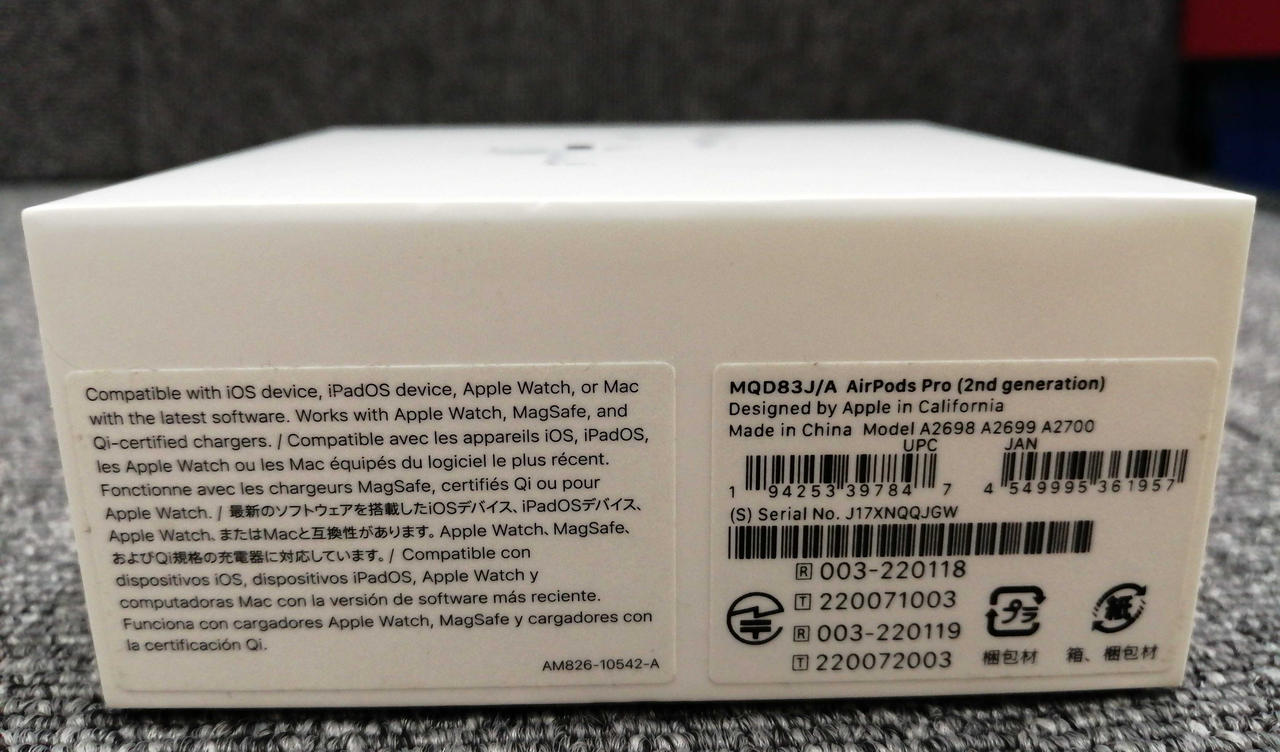 Compatible with iOS device, iPadOS device, Apple Watch, or Mac
with the latest software. Works with Apple Watch, MagSafe, and
Qi-certified chargers. / Compatible avec les appareils iOS, iPadOS,
les Apple Watch ou les Mac équipés du logiciel le plus récent.
Fonctionne avec les chargeurs MagSafe, certifiés Qi ou pour
Apple Watch. / 最新のソフトウェアを搭載したiOSデバイス、iPadOSデバイス、
Apple Watch、またはMacと互換性があります。Apple Watch、MagSafe、
およびQi規格の充電器に対応しています。/ Compatible con
dispositivos iOS, dispositivos iPadOS, Apple Watch y
computadoras Mac con la versión de software más reciente.
Funciona con cargadores Apple Watch, MagSafe y cargadores con
la certificación Qi.
AM826-10542-A
MQD83J/A AirPods Pro (2nd generation)
Designed by Apple in California
Made in China Model A2698 A2699 A2700
UPC JAN
1 94253 39784 7 4 549995 361957
(S) Serial No. J17XNQQJGW
R 003-220118
T 220071003
R 003-220119
T 220072003
プラ 紙
梱包材 箱、梱包材